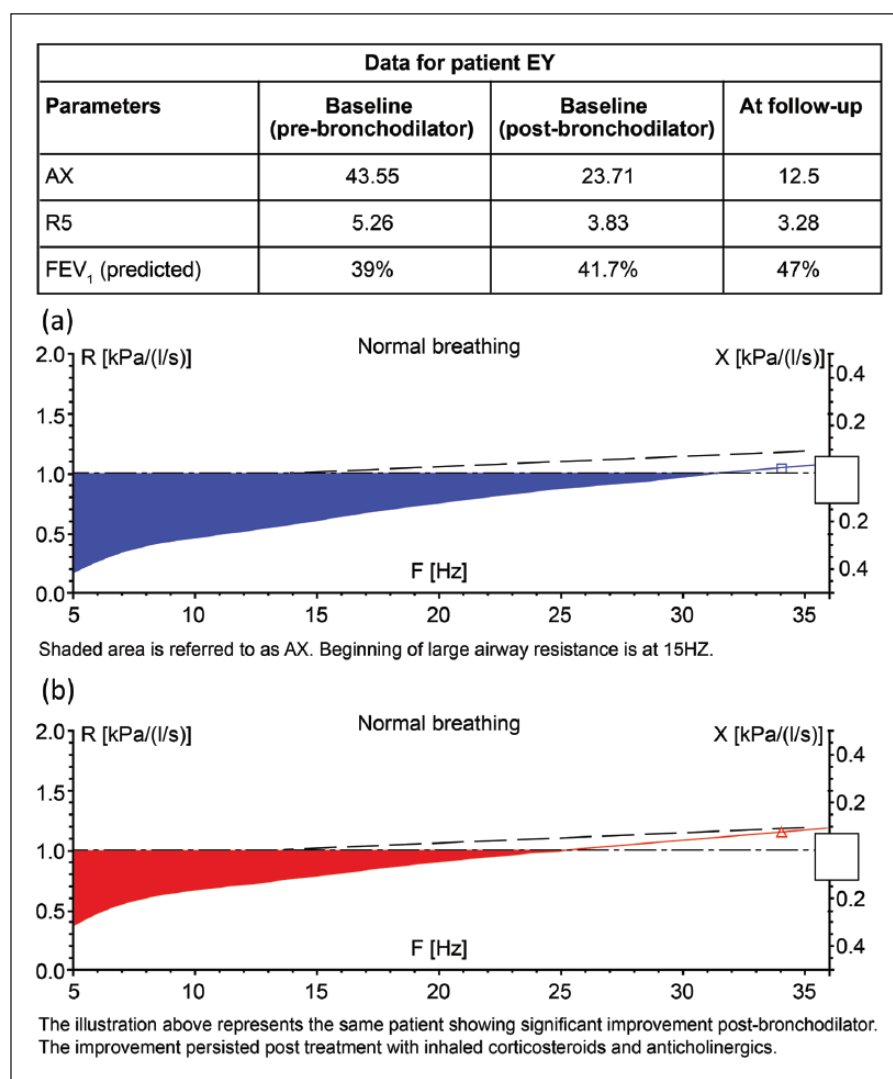 Data for patient EY
Parameters Baseline (pre-bronchodilator) Baseline (post-bronchodilator) At follow-up
AX 43.55 23.71 12.5
R5 5.26 3.83 3.28
FEV1 (predicted) 39% 41.7% 47%
(a)
R [kPa/(l/s)] Normal breathing X [kPa/(l/s)]
2.0
1.5
1.0
0.5
0.0
0.4
0.2
0.2
0.4
F [Hz]
5 10 15 20 25 30 35
Shaded area is referred to as AX. Beginning of large airway resistance is at 15HZ.
(b)
R [kPa/(l/s)] Normal breathing X [kPa/(l/s)]
2.0
1.5
1.0
0.5
0.0
0.4
0.2
0.2
0.4
F [Hz]
5 10 15 20 25 30 35
The illustration above represents the same patient showing significant improvement post-bronchodilator.
The improvement persisted post treatment with inhaled corticosteroids and anticholinergics.